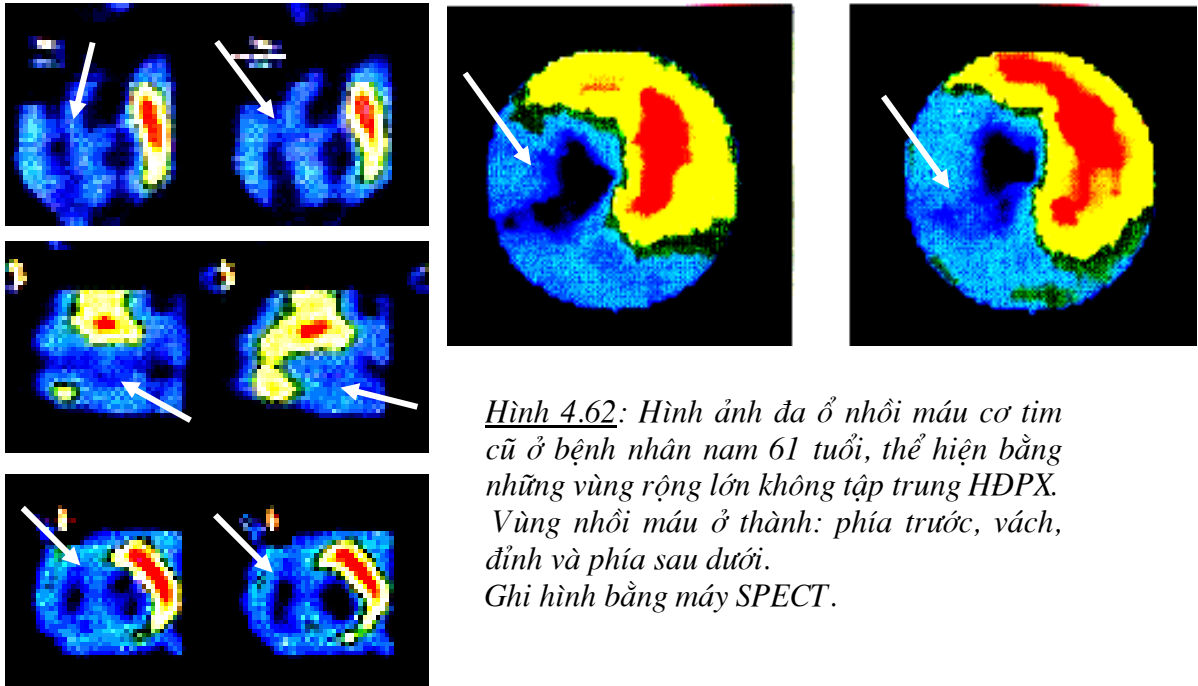 Hình 4.62: Hình ảnh đa ổ nhồi máu cơ tim
cũ ở bệnh nhân nam 61 tuổi, thể hiện bằng
những vùng rộng lớn không tập trung HĐPX.
Vùng nhồi máu ở thành: phía trước, vách,
đỉnh và phía sau dưới.
Ghi hình bằng máy SPECT.